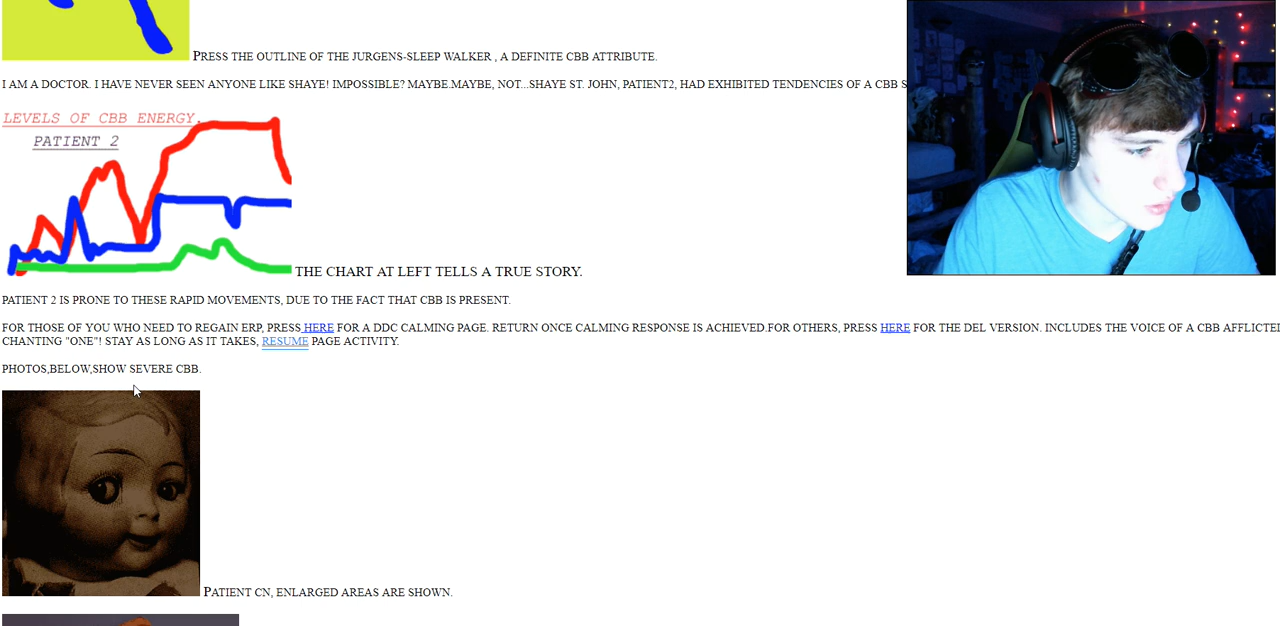 PRESS THE OUTLINE OF THE JURGENS-SLEEP WALKER , A DEFINITE CBB ATTRIBUTE.
I AM A DOCTOR. I HAVE NEVER SEEN ANYONE LIKE SHAYE! IMPOSSIBLE? MAYBE.MAYBE, NOT...SHAYE ST. JOHN, PATIENT2, HAD EXHIBITED TENDENCIES OF A CBB S
LEVELS OF CBB ENERGY.
PATIENT 2
THE CHART AT LEFT TELLS A TRUE STORY.
PATIENT 2 IS PRONE TO THESE RAPID MOVEMENTS, DUE TO THE FACT THAT CBB IS PRESENT.
FOR THOSE OF YOU WHO NEED TO REGAIN ERP, PRESS HERE FOR A DDC CALMING PAGE. RETURN ONCE CALMING RESPONSE IS ACHIEVED.FOR OTHERS, PRESS HERE FOR THE DEL VERSION. INCLUDES THE VOICE OF A CBB AFFLICTED
CHANTING "ONE"! STAY AS LONG AS IT TAKES, RESUME PAGE ACTIVITY.
PHOTOS,BELOW,SHOW SEVERE CBB.
PATIENT CN, ENLARGED AREAS ARE SHOWN.